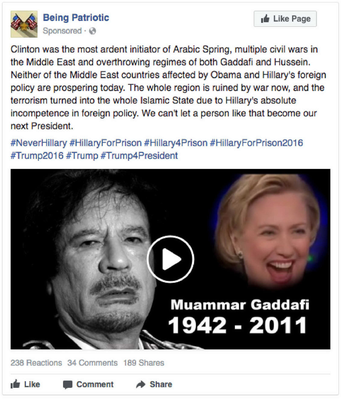 Being Patriotic
Sponsored ·
Like Page
Clinton was the most ardent initiator of Arabic Spring, multiple civil wars in
the Middle East and overthrowing regimes of both Gaddafi and Hussein.
Neither of the Middle East countries affected by Obama and Hillary's foreign
policy are prospering today. The whole region is ruined by war now, and the
terrorism turned into the whole Islamic State due to Hillary's absolute
incompetence in foreign policy. We can't let a person like that become our
next President.
#NeverHillary #HillaryForPrison #Hillary4Prison #HillaryForPrison2016
#Trump2016 #Trump #Trump4President
Muammar Gaddafi
1942 - 2011
238 Reactions 34 Comments 189 Shares
Like Comment Share